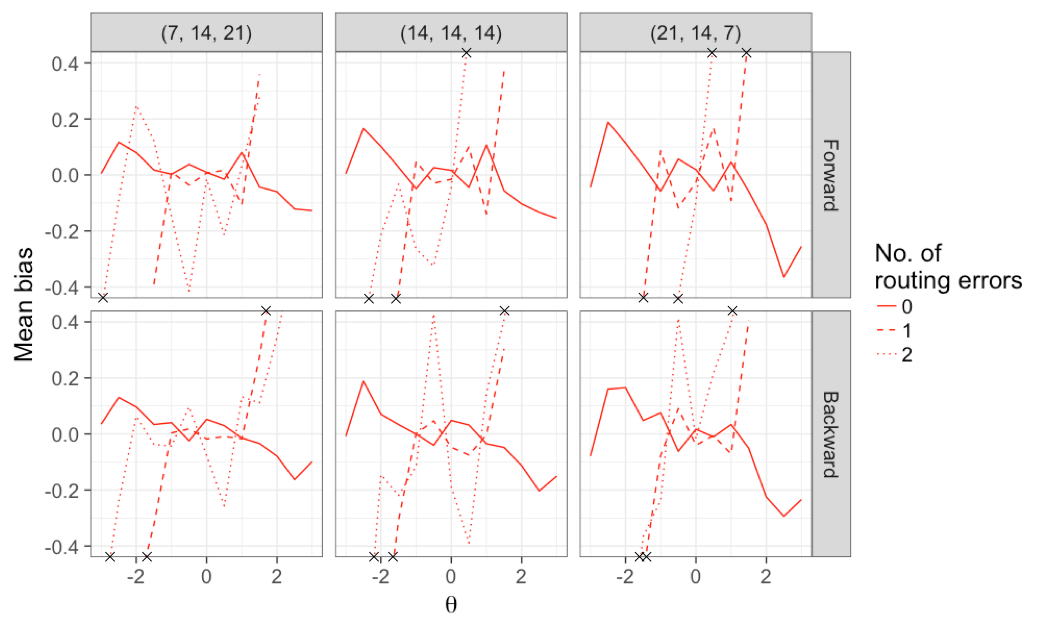 (7, 14, 21)
(14, 14, 14)
(21, 14, 7)
0.4
0.2
0.0
-0.2
-0.4
Forward
0.4
0.2
0.0
-0.2
-0.4
Backward
Mean bias
-2 0 2
-2 0 2
-2 0 2
θ
No. of
routing errors
0
1
2